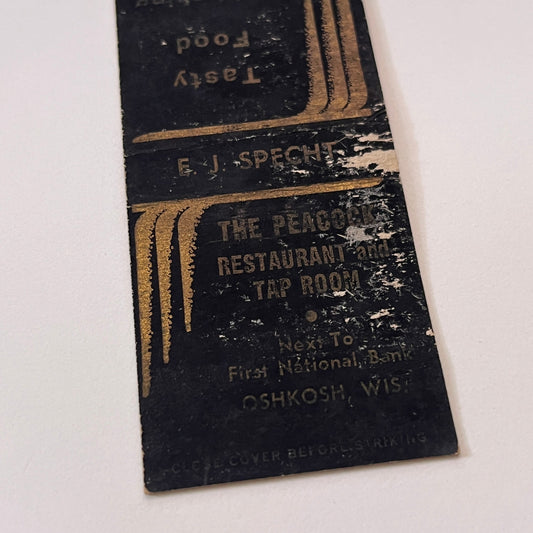 Tasty
Food
E J SPECHT
THE PEACOCK
RESTAURANT and
TAP ROOM
Next To
First National Bank
OSHKOSH, WIS.
CLOSE COVER BEFORE STRIKING